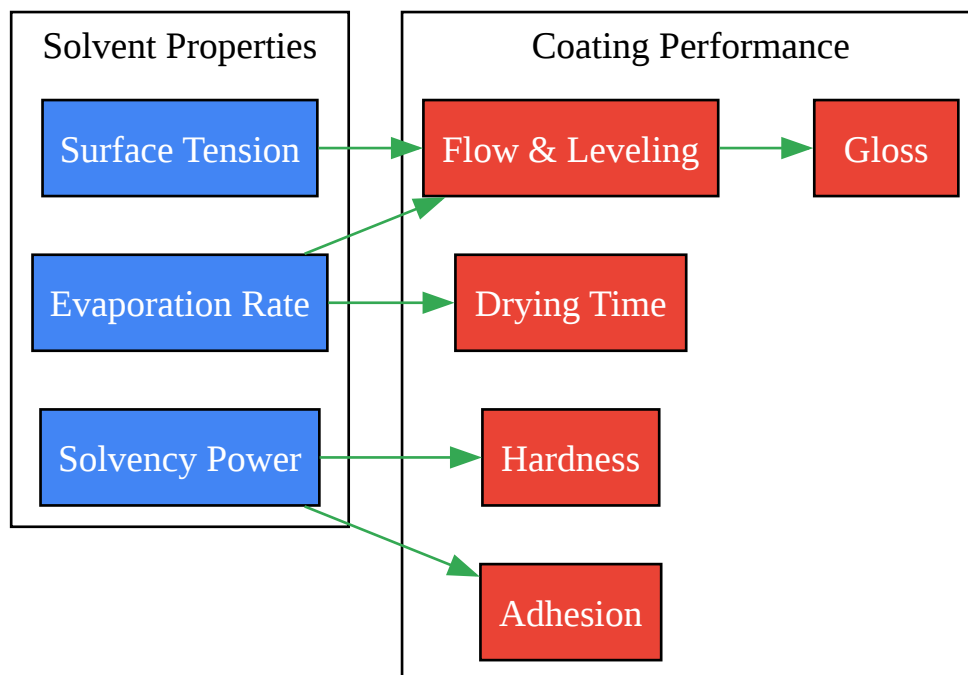 Solvent Properties
Coating Performance
Surface Tension
Flow & Leveling
Gloss
Evaporation Rate
Drying Time
Solvency Power
Hardness
Adhesion